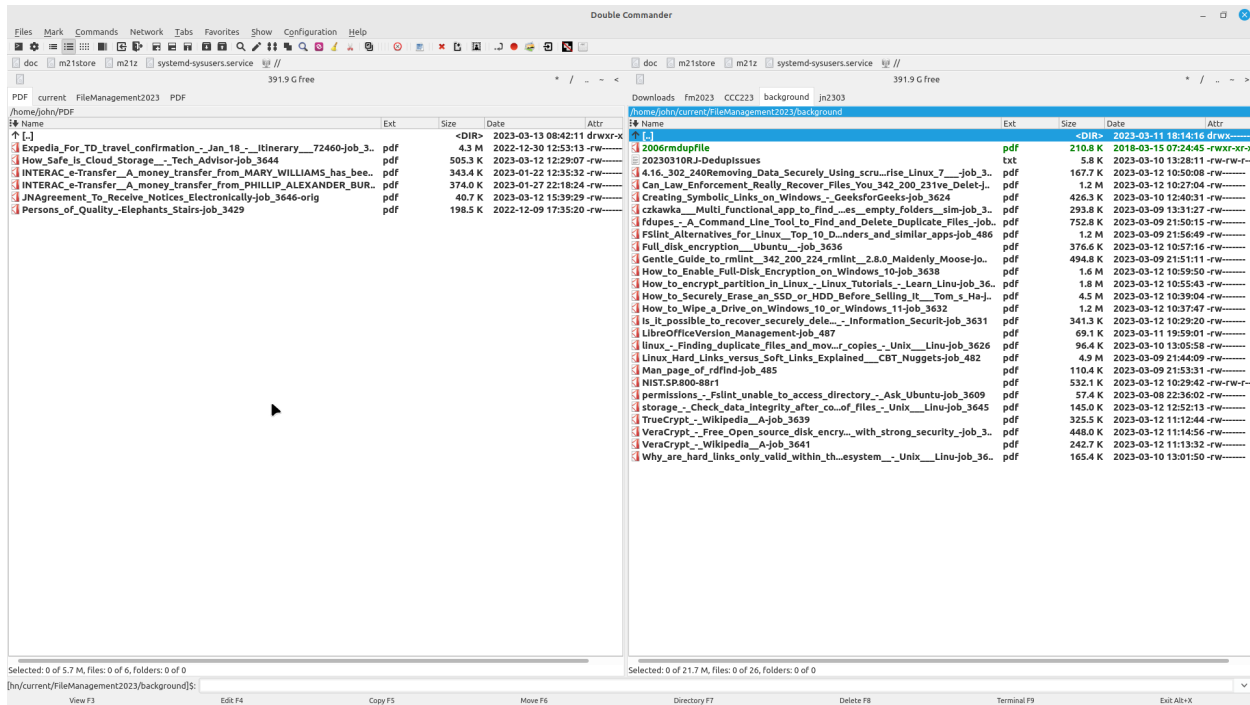 Double Commander
Files Mark Commands Network Tabs Favorites Show Configuration Help
doc m21store m21z systemd-sysusers.service //
doc m21store m21z systemd-sysusers.service //
391.9 G free * / .. ~ <
391.9 G free * / .. ~ >
PDF current FileManagement2023 PDF
Downloads fm2023 CCC223 background jn2303
/home/john/PDF
/home/john/current/FileManagement2023/background
Name Ext Size Date Attr
[..] <DIR> 2023-03-13 08:42:11 drwxr-x
Expedia_For_TD_travel_confirmation_-_Jan_18_-__Itinerary___72460-job_3.. pdf 4.3 M 2022-12-30 12:53:13 -rw------
How_Safe_is_Cloud_Storage__-_Tech_Advisor-job_3644 pdf 505.3 K 2023-03-12 12:29:07 -rw------
INTERAC_e-Transfer__A_money_transfer_from_MARY_WILLIAMS_has_bee.. pdf 343.4 K 2023-01-22 12:35:32 -rw------
INTERAC_e-Transfer__A_money_transfer_from_PHILLIP_ALEXANDER_BUR.. pdf 374.0 K 2023-01-27 22:18:24 -rw------
JNAgreement_To_Receive_Notices_Electronically-job_3646-orig pdf 40.7 K 2023-03-12 15:39:29 -rw------
Persons_of_Quality_-Elephants_Stairs-job_3429 pdf 198.5 K 2022-12-09 17:35:20 -rw------
Name Ext Size Date Attr
[..] <DIR> 2023-03-11 18:14:16 drwx-----
2006rmdupfile pdf 210.8 K 2018-03-15 07:24:45 -rwxr-xr-x
20230310RJ-DedupIssues txt 5.8 K 2023-03-10 13:28:11 -rw-rw-r--
4.16._302_240Removing_Data_Securely_Using_scru...rise_Linux_7___-job_3.. pdf 167.7 K 2023-03-12 10:50:08 -rw-------
Can_Law_Enforcement_Really_Recover_Files_You_342_200_231ve_Delet-j.. pdf 1.2 M 2023-03-12 10:27:04 -rw-------
Creating_Symbolic_Links_on_Windows_-_GeeksforGeeks-job_3624 pdf 426.3 K 2023-03-10 12:40:31 -rw-------
czkawka___Multi_functional_app_to_find_...es__empty_folders__sim-job_3.. pdf 293.8 K 2023-03-09 13:31:27 -rw-------
fdupes_-_A_Command_Line_Tool_to_Find_and_Delete_Duplicate_Files_-job.. pdf 752.8 K 2023-03-09 21:50:15 -rw-------
FSlint_Alternatives_for_Linux__Top_10_D...nders_and_similar_apps-job_486 pdf 1.2 M 2023-03-09 21:56:49 -rw-------
Full_disk_encryption___Ubuntu_-job_3636 pdf 376.6 K 2023-03-12 10:57:16 -rw-------
Gentle_Guide_to_rmlint__342_200_224_rmlint__2.8.0_Maidenly_Moose-jo.. pdf 494.8 K 2023-03-09 21:51:11 -rw-------
How_to_Enable_Full-Disk_Encryption_on_Windows_10-job_3638 pdf 1.6 M 2023-03-12 10:59:50 -rw-------
How_to_encrypt_partition_in_Linux_-_Linux_Tutorials_-_Learn_Linu-job_36.. pdf 1.8 M 2023-03-12 10:55:43 -rw-------
How_to_Securely_Erase_an_SSD_or_HDD_Before_Selling_It___Tom_s_Ha-j.. pdf 4.5 M 2023-03-12 10:39:04 -rw-------
How_to_Wipe_a_Drive_on_Windows_10_or_Windows_11-job_3632 pdf 1.2 M 2023-03-12 10:37:47 -rw-------
Is_it_possible_to_recover_securely_dele..._-_Information_Securit-job_3631 pdf 341.3 K 2023-03-12 10:29:20 -rw-------
LibreOfficeVersion_Management-job_487 pdf 69.1 K 2023-03-11 19:59:01 -rw-------
linux_-_Finding_duplicate_files_and_mov...r_copies_-_Unix___Linu-job_3626 pdf 96.4 K 2023-03-10 13:05:58 -rw-------
Linux_Hard_Links_versus_Soft_Links_Explained___CBT_Nuggets-job_482 pdf 4.9 M 2023-03-09 21:44:09 -rw-------
Man_page_of_rdfind-job_485 pdf 110.4 K 2023-03-09 21:53:31 -rw-------
NIST.SP.800-88r1 pdf 532.1 K 2023-03-12 10:29:42 -rw-rw-r--
permissions_-_Fslint_unable_to_access_directory_-_Ask_Ubuntu-job_3609 pdf 57.4 K 2023-03-08 22:36:02 -rw-------
storage_-_Check_data_integrity_after_co...of_files_-_Unix___Linu-job_3645 pdf 145.0 K 2023-03-12 12:52:13 -rw-------
TrueCrypt_-_Wikipedia__A-job_3639 pdf 325.5 K 2023-03-12 11:12:44 -rw-------
VeraCrypt_-_Free_Open_source_disk_encry..._with_strong_security_-job_3.. pdf 448.0 K 2023-03-12 11:14:56 -rw-------
VeraCrypt_-_Wikipedia__A-job_3641 pdf 242.7 K 2023-03-12 11:13:32 -rw-------
Why_are_hard_links_only_valid_within_th...esystem__-_Unix___Linu-job_36.. pdf 165.4 K 2023-03-10 13:01:50 -rw-------
Selected: 0 of 5.7 M, files: 0 of 6, folders: 0 of 0
Selected: 0 of 21.7 M, files: 0 of 26, folders: 0 of 0
[hn/current/FileManagement2023/background]$:
View F3 Edit F4 Copy F5 Move F6 Directory F7 Delete F8 Terminal F9 Exit Alt+X